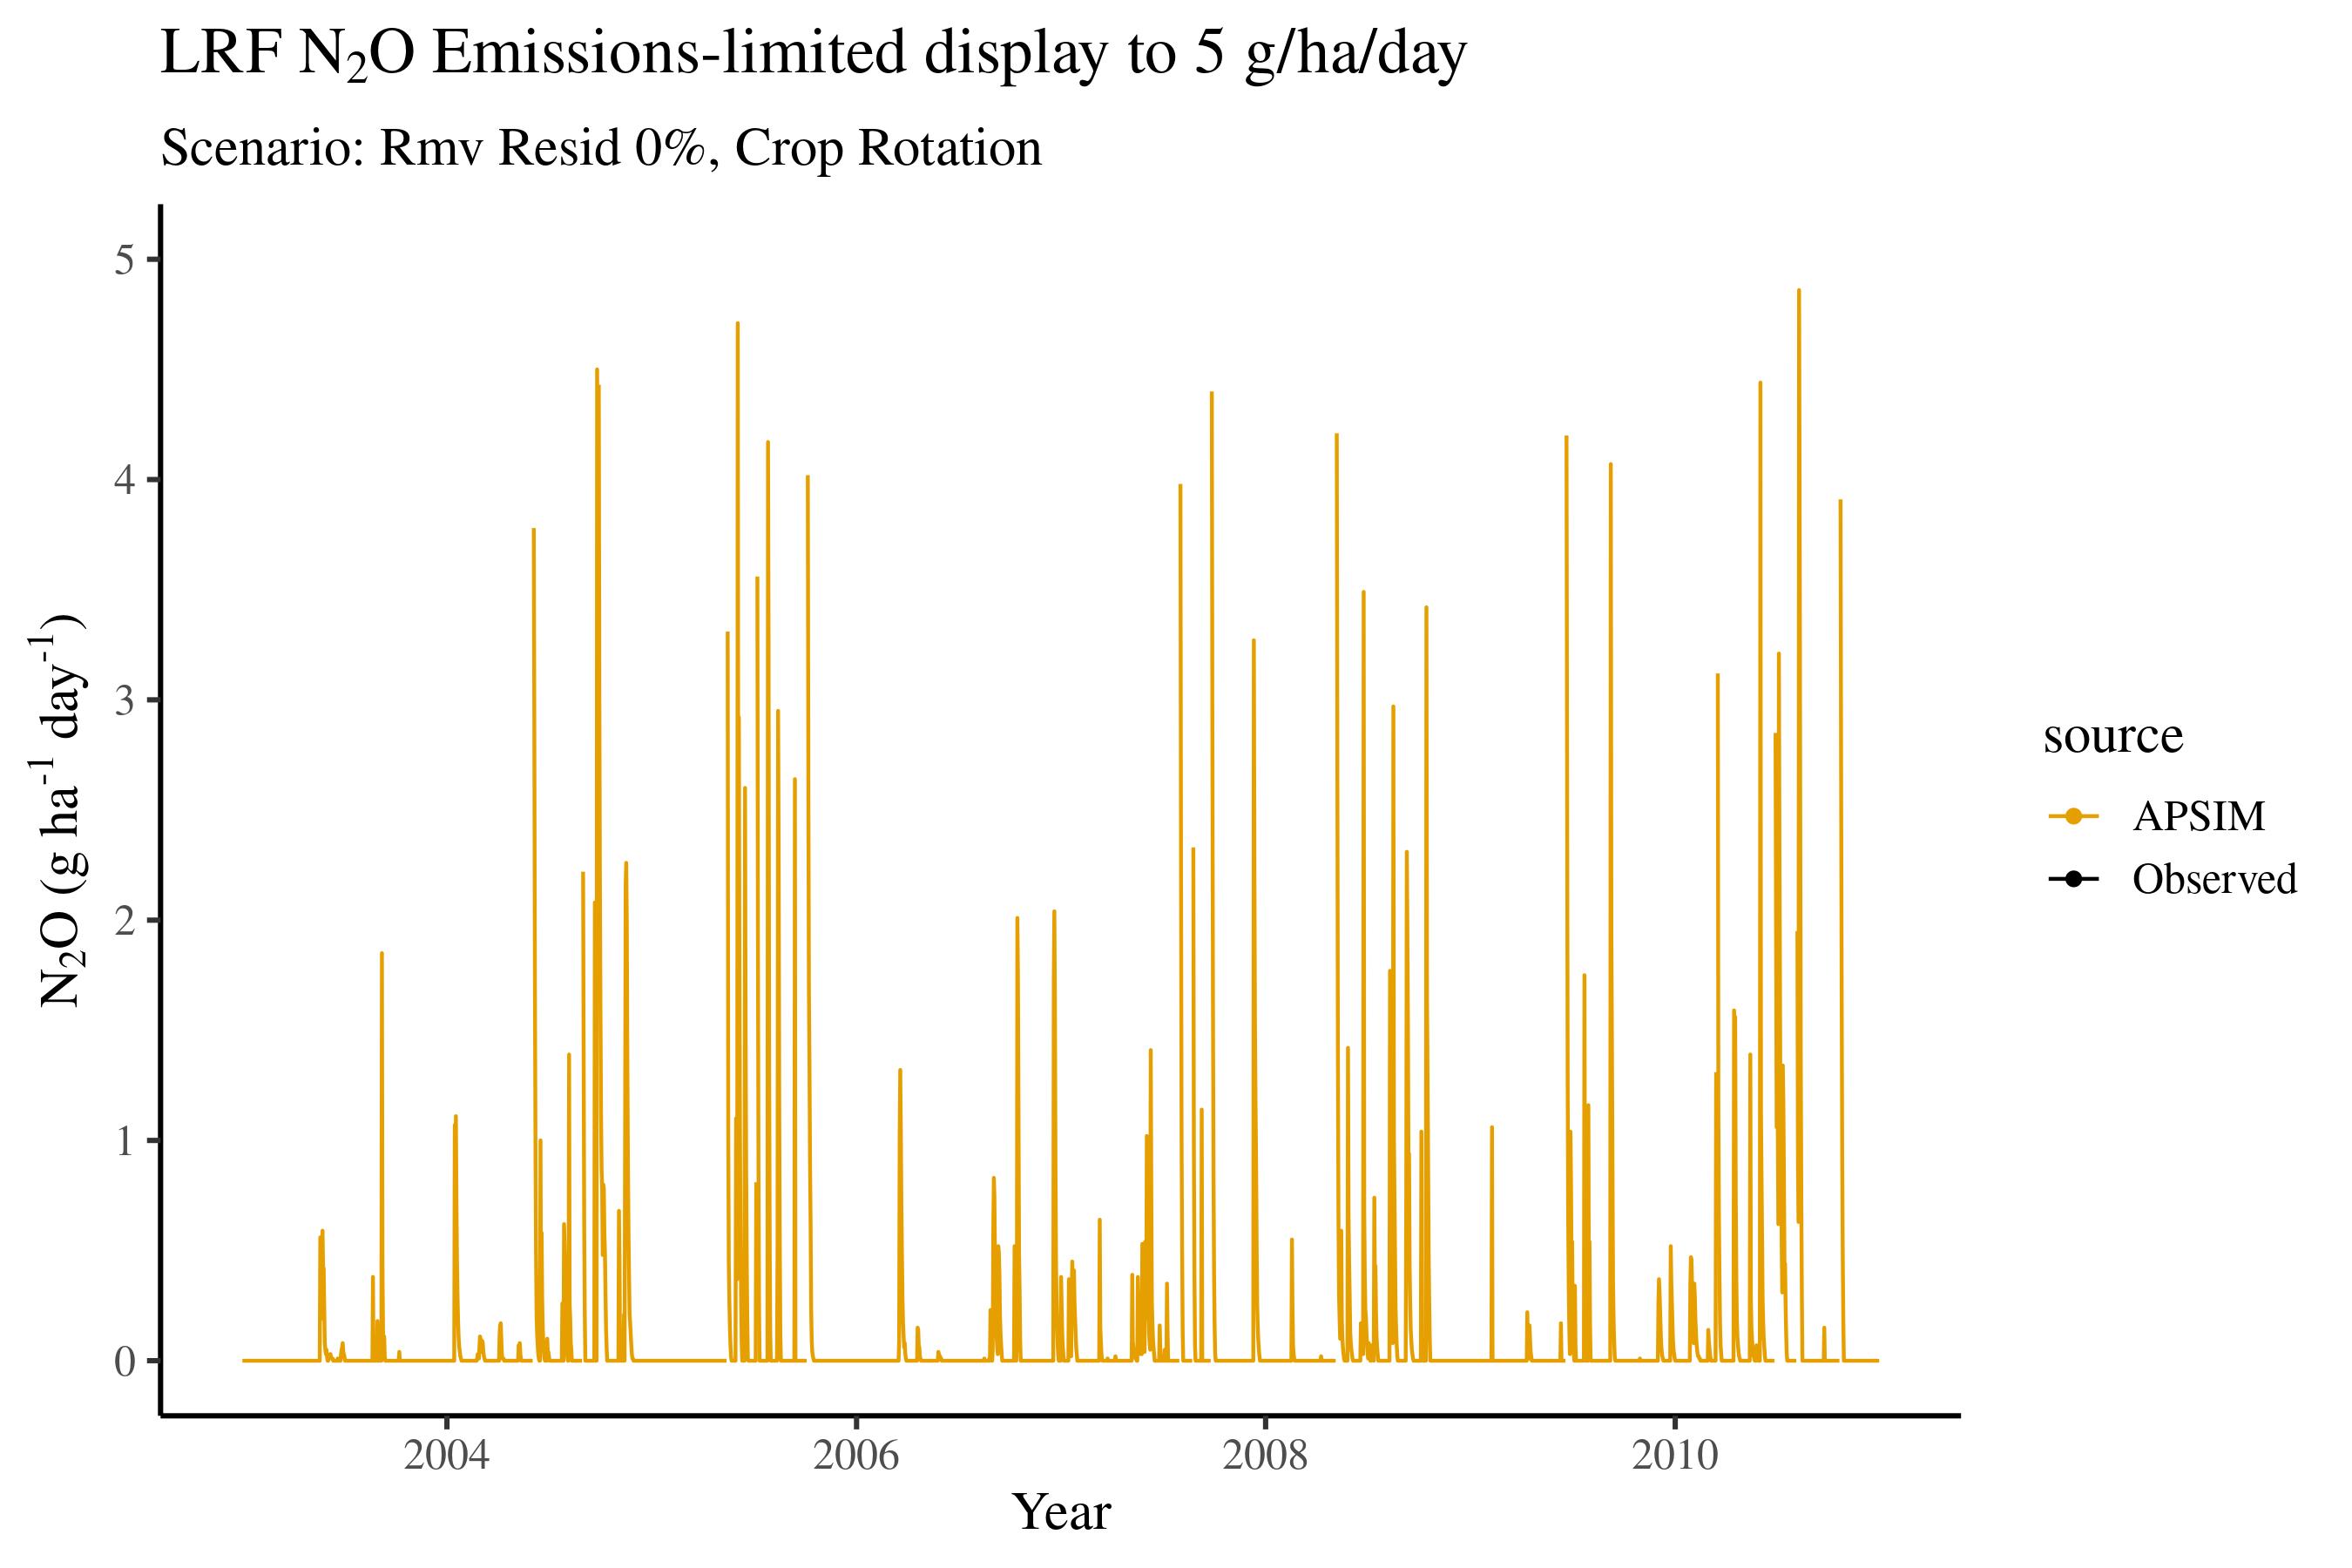 LRF N₂O Emissions-limited display to 5 g/ha/day
Scenario: Rmv Resid 0%, Crop Rotation
N₂O (g ha⁻¹ day⁻¹)
5
4
3
2
1
0
2004
2006
2008
2010
Year
source
APSIM
Observed